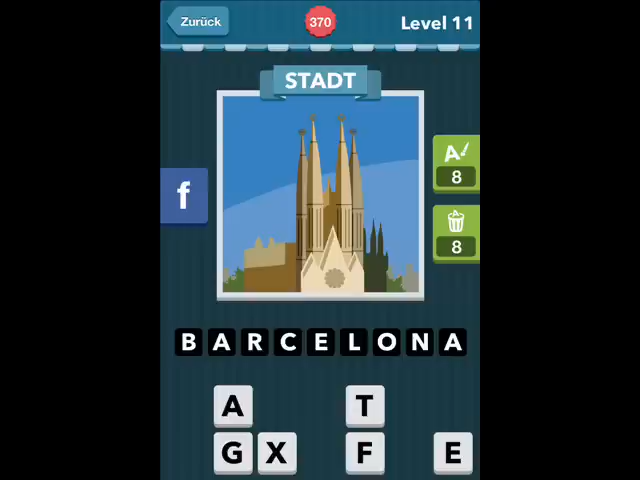 Zurück
370
Level 11
STADT
A
8
f
8
BARCELONA
A T
G X F E